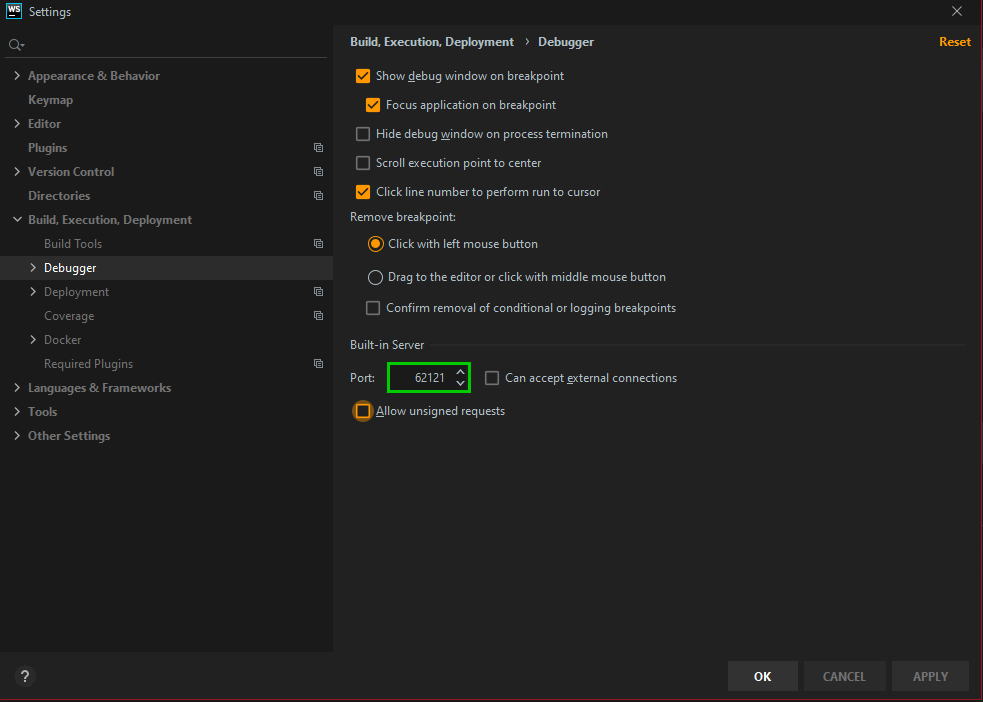 WS Settings
Appearance & Behavior
Keymap
Editor
Plugins
Version Control
Directories
Build, Execution, Deployment
Build Tools
Debugger
Deployment
Coverage
Docker
Required Plugins
Languages & Frameworks
Tools
Other Settings
Build, Execution, Deployment › Debugger
Reset
Show debug window on breakpoint
Focus application on breakpoint
Hide debug window on process termination
Scroll execution point to center
Click line number to perform run to cursor
Remove breakpoint:
Click with left mouse button
Drag to the editor or click with middle mouse button
Confirm removal of conditional or logging breakpoints
Built-in Server
Port: 62121 Can accept external connections
Allow unsigned requests
? OK CANCEL APPLY